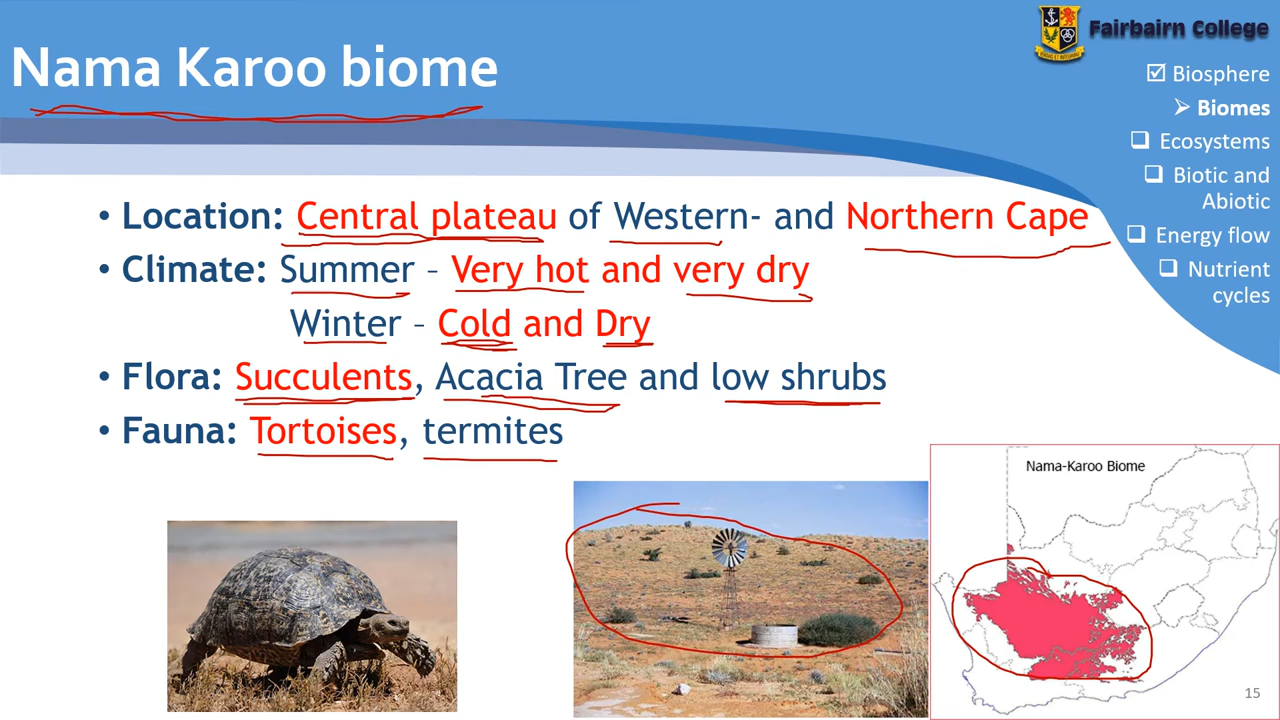 Nama Karoo biome
Fairbairn College
☑ Biosphere
➢ Biomes
❑ Ecosystems
❑ Biotic and
Abiotic
❑ Energy flow
❑ Nutrient
cycles
• Location: Central plateau of Western- and Northern Cape
• Climate: Summer – Very hot and very dry
Winter – Cold and Dry
• Flora: Succulents, Acacia Tree and low shrubs
• Fauna: Tortoises, termites
Nama-Karoo Biome
15